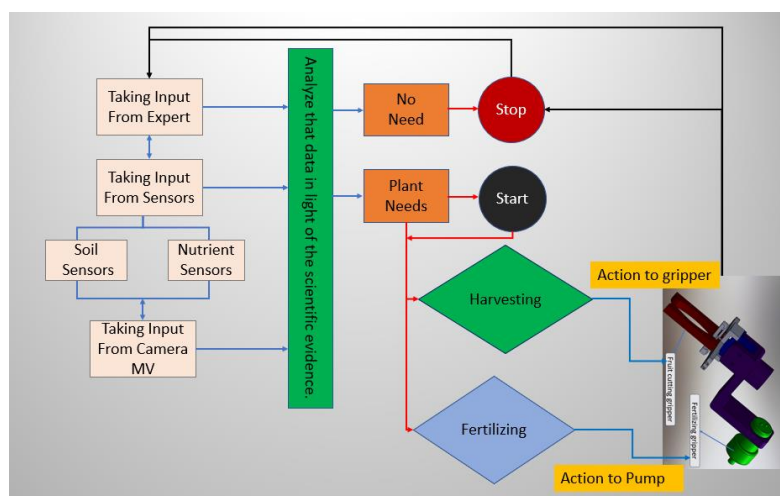 Taking Input
From Expert
Taking Input
From Sensors
Soil
Sensors
Nutrient
Sensors
Taking Input
From Camera
MV
Analyze that data in light of the scientific evidence.
No
Need
Stop
Plant
Needs
Start
Harvesting
Fertilizing
Action to gripper
Fruit cutting gripper
Fertilizing gripper
Action to Pump